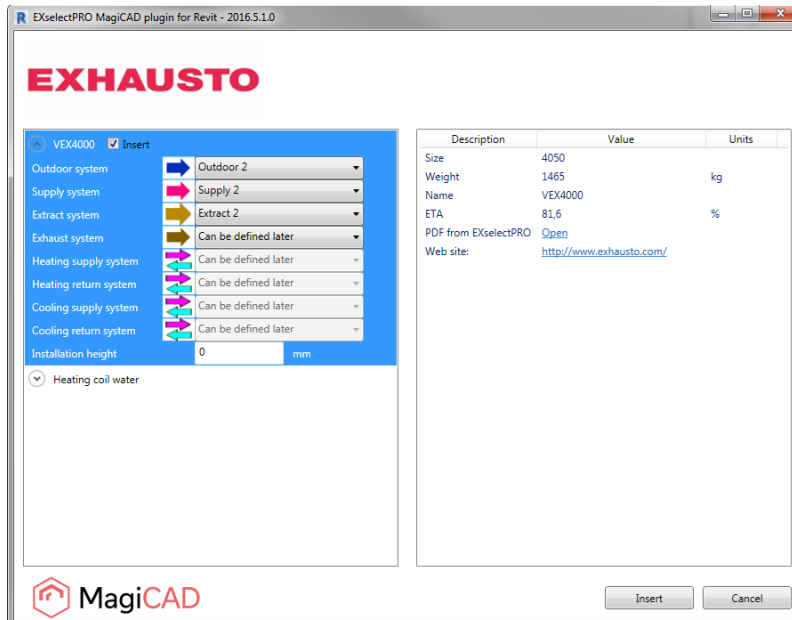 EXselectPRO MagiCAD plugin for Revit - 2016.5.1.0
EXHAUSTO
VEX4000 Insert
Outdoor system Outdoor 2
Supply system Supply 2
Extract system Extract 2
Exhaust system Can be defined later
Heating supply system Can be defined later
Heating return system Can be defined later
Cooling supply system Can be defined later
Cooling return system Can be defined later
Installation height 0 mm
Heating coil water
Description Value Units
Size 4050
Weight 1465 kg
Name VEX4000
ETA 81,6 %
PDF from EXselectPRO Open
Web site: http://www.exhausto.com/
MagiCAD
Insert Cancel